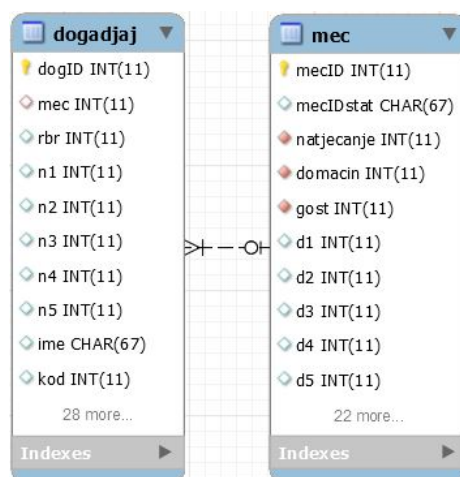 dogadjaj
dogID INT(11)
mec INT(11)
rbr INT(11)
n1 INT(11)
n2 INT(11)
n3 INT(11)
n4 INT(11)
n5 INT(11)
ime CHAR(67)
kod INT(11)
28 more...
Indexes
mec
mecID INT(11)
mecIDstat CHAR(67)
natjecanje INT(11)
domacin INT(11)
gost INT(11)
d1 INT(11)
d2 INT(11)
d3 INT(11)
d4 INT(11)
d5 INT(11)
22 more...
Indexes